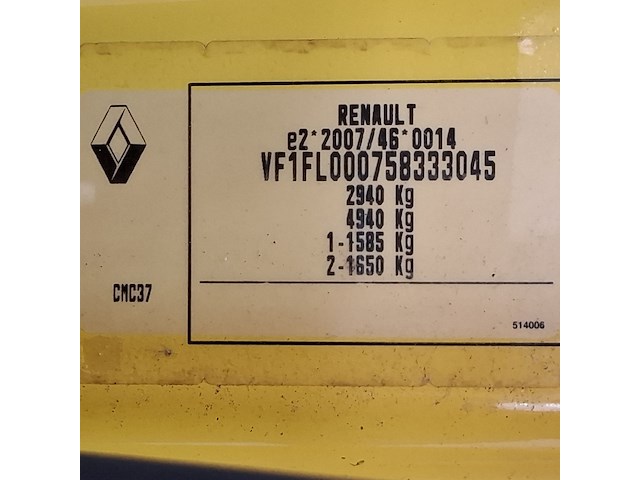 RENAULT
e2*2007/46*0014
VF1FL000758333045
2940 Kg
4940 Kg
1-1585 Kg
2-1650 Kg
CMC37
514006